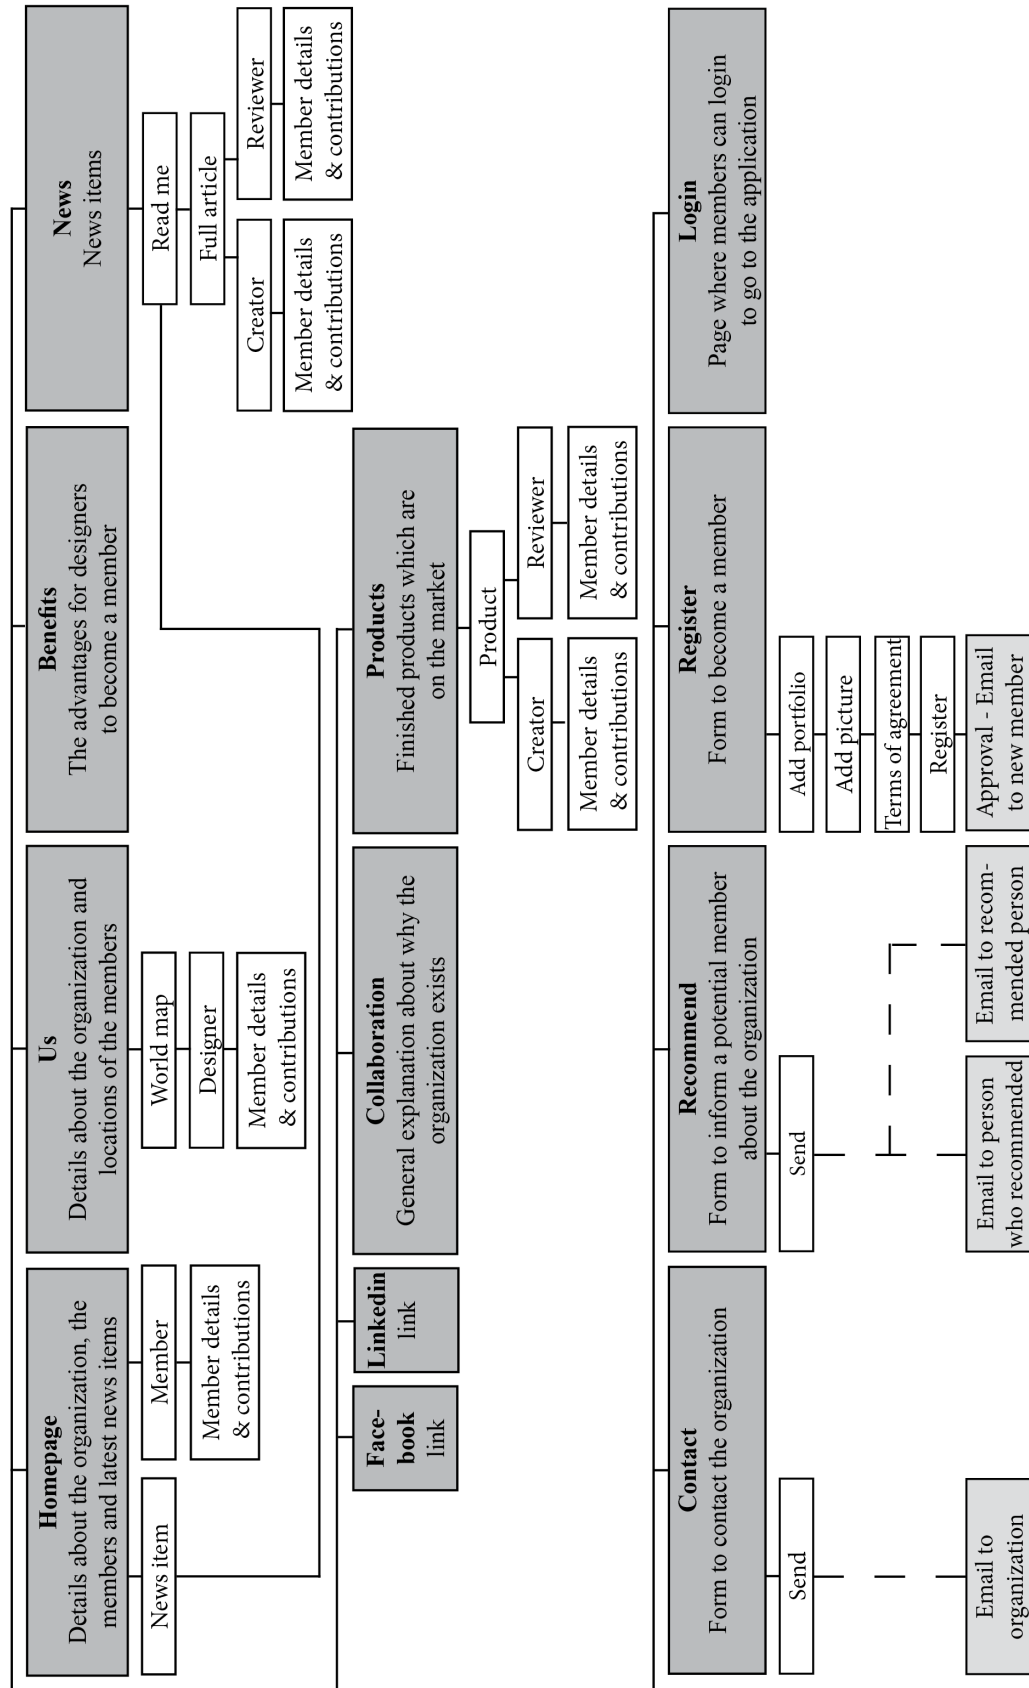 Homepage
Details about the organization, the
members and latest news items
News item
Member
Member details
& contributions
Us
Details about the organization and
locations of the members
World map
Designer
Member details
& contributions
Benefits
The advantages for designers
to become a member
News
News items
Read me
Full article
Creator
Member details
& contributions
Reviewer
Member details
& contributions
Face-
book
link
Linkedin
link
Collaboration
General explanation about why the
organization exists
Products
Finished products which are
on the market
Product
Creator
Member details
& contributions
Reviewer
Member details
& contributions
Contact
Form to contact the organization
Send
Email to
organization
Recommend
Form to inform a potential member
about the organization
Send
Email to person
who recommended
Email to recom-
mended person
Register
Form to become a member
Add portfolio
Add picture
Terms of agreement
Register
Approval - Email
to new member
Login
Page where members can login
to go to the application